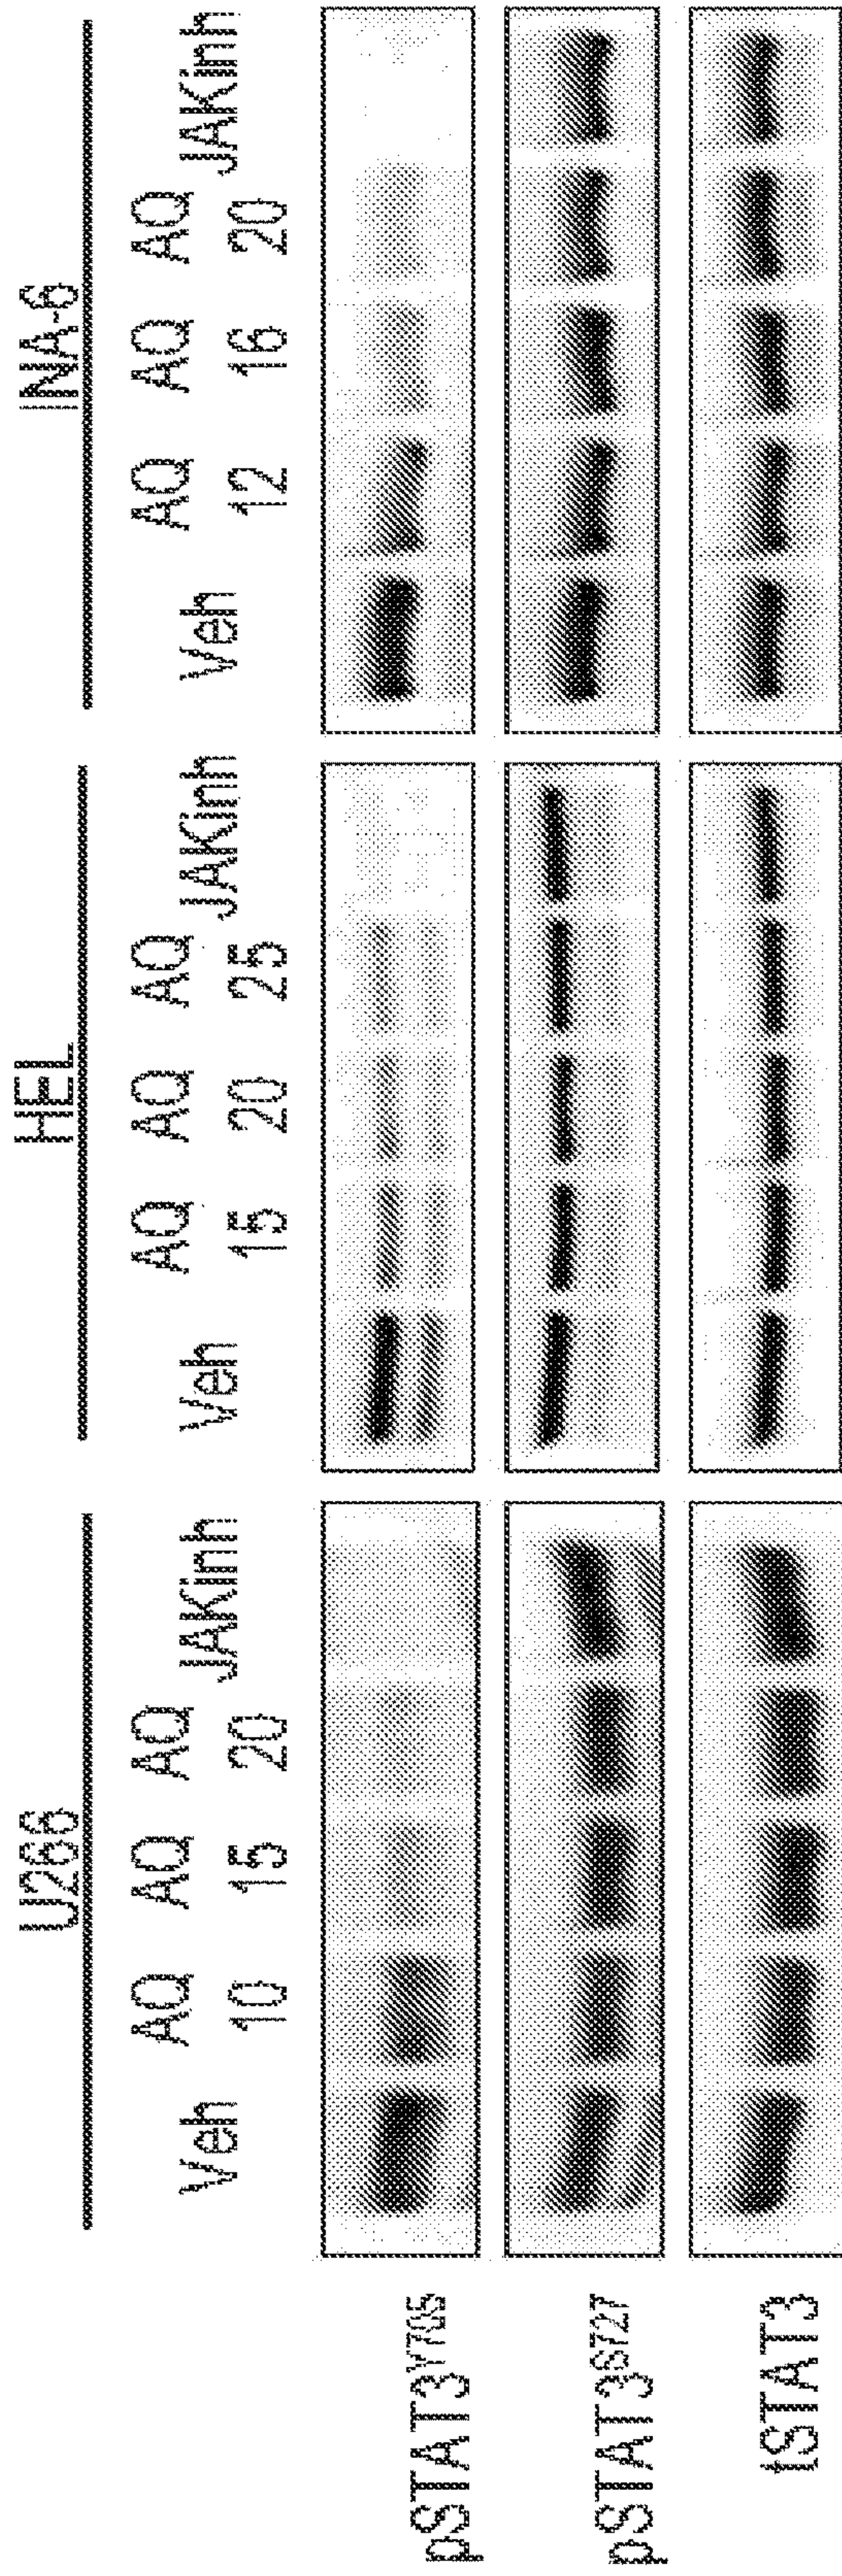 U266 HEL INA-6
Veh AQ AQ AQ JAKinh Veh AQ AQ AQ JAKinh Veh AQ AQ AQ JAKinh
10 15 20 15 20 25 12 16 20
pSTAT3Y705
pSTAT3S727
tSTAT3